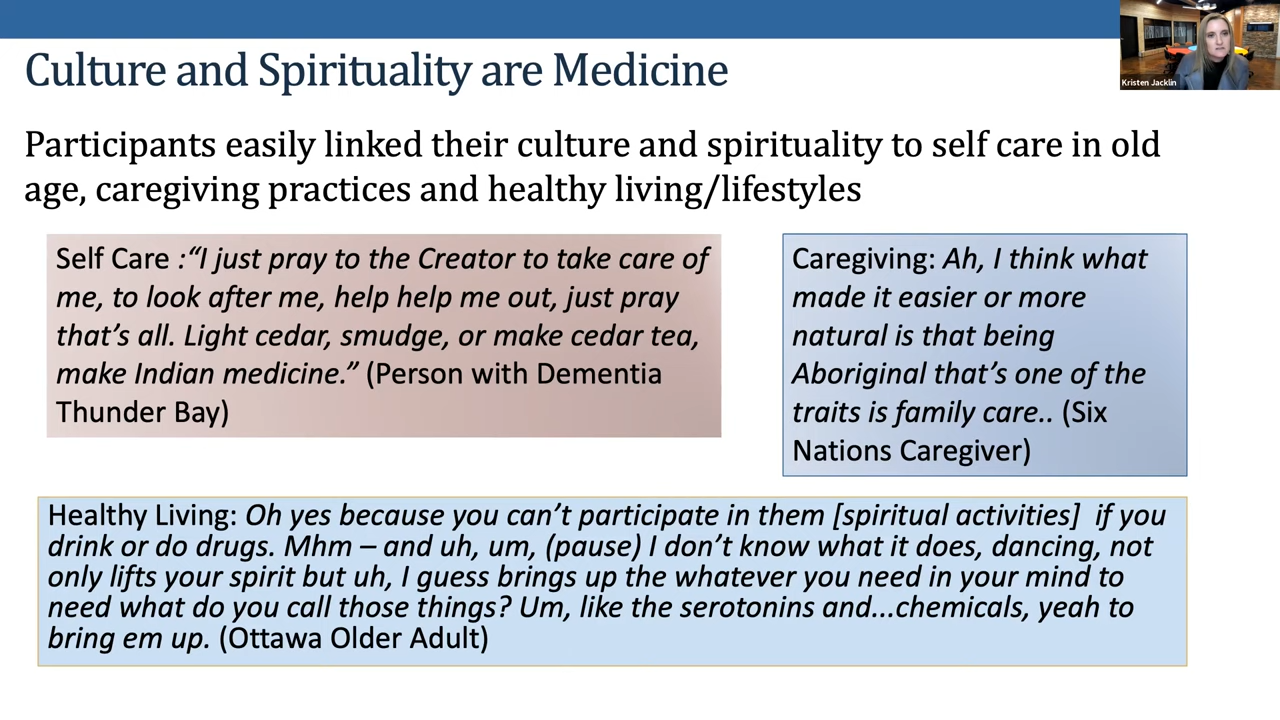 Culture and Spirituality are Medicine
Kristen Jacklin
Participants easily linked their culture and spirituality to self care in old
age, caregiving practices and healthy living/lifestyles
Self Care :“I just pray to the Creator to take care of
me, to look after me, help help me out, just pray
that’s all. Light cedar, smudge, or make cedar tea,
make Indian medicine.” (Person with Dementia
Thunder Bay)
Caregiving: Ah, I think what
made it easier or more
natural is that being
Aboriginal that’s one of the
traits is family care.. (Six
Nations Caregiver)
Healthy Living: Oh yes because you can’t participate in them [spiritual activities] if you
drink or do drugs. Mhm – and uh, um, (pause) I don’t know what it does, dancing, not
only lifts your spirit but uh, I guess brings up the whatever you need in your mind to
need what do you call those things? Um, like the serotonins and...chemicals, yeah to
bring em up. (Ottawa Older Adult)